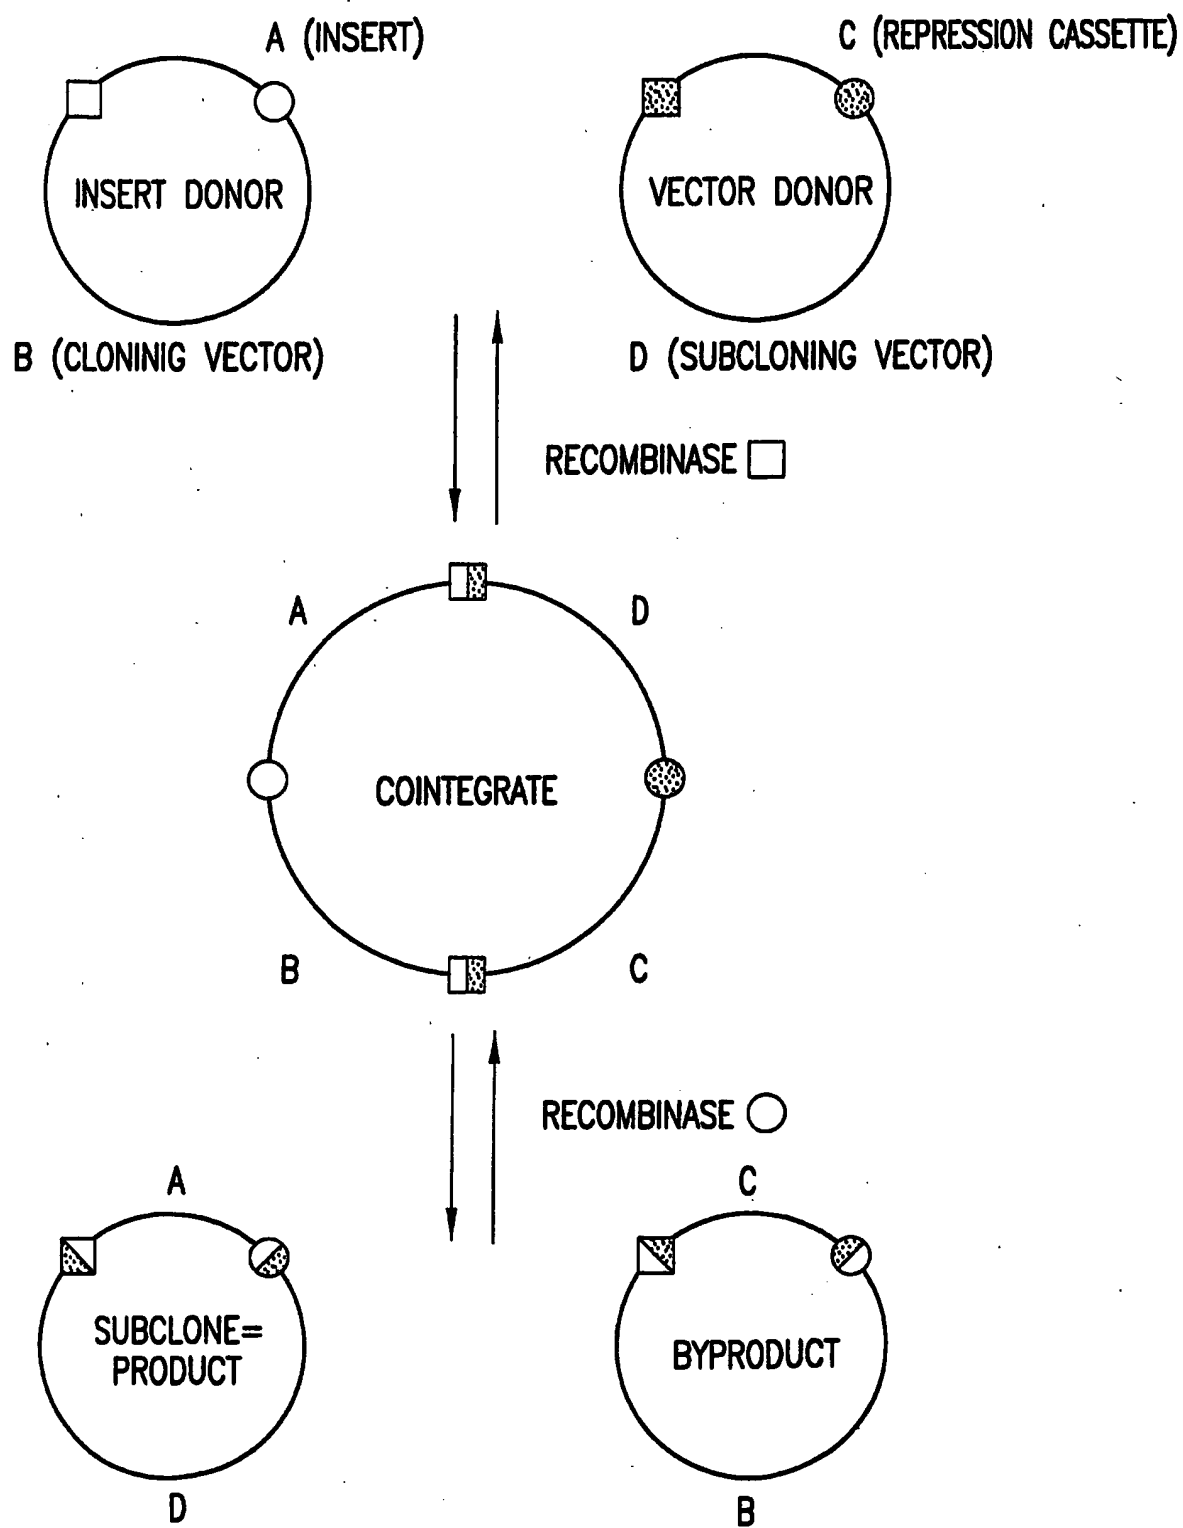 A (INSERT)
C (REPRESSION CASSETTE)
INSERT DONOR
VECTOR DONOR
B (CLONINIG VECTOR)
D (SUBCLONING VECTOR)
RECOMBINASE
A
D
COINTEGRATE
B
C
RECOMBINASE
A
C
SUBCLONE=
PRODUCT
BYPRODUCT
D
B